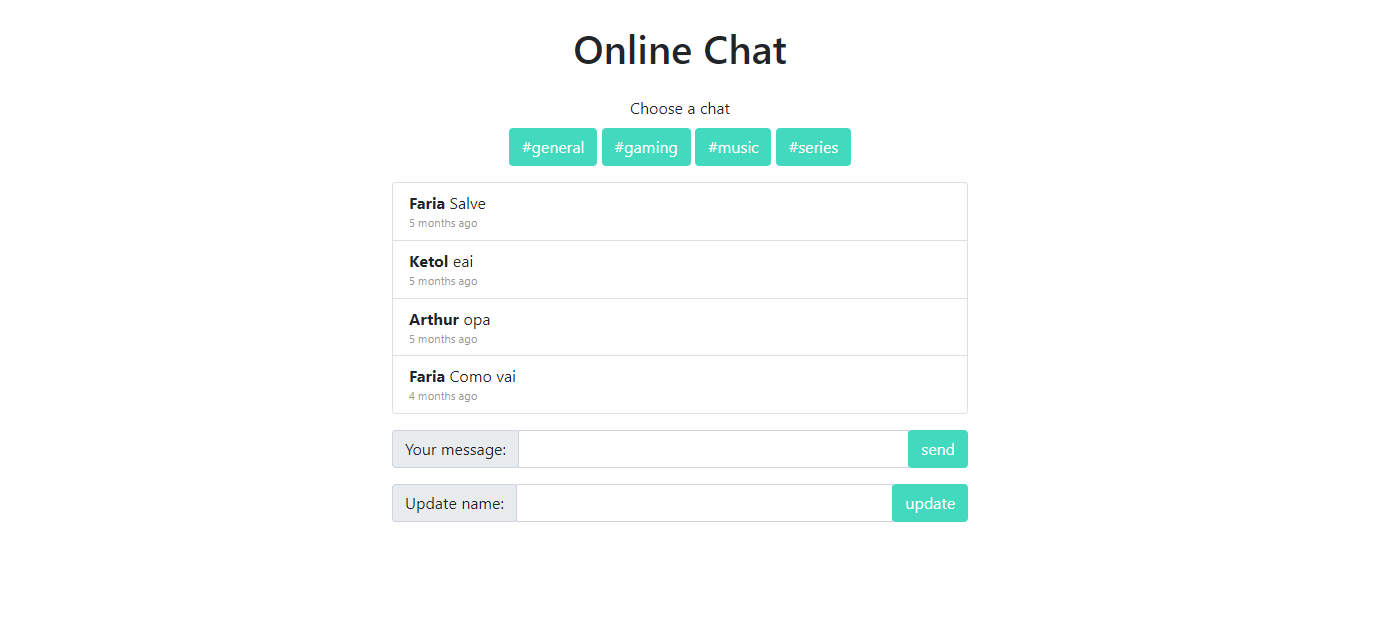 Online Chat
Choose a chat
#general #gaming #music #series
Faria Salve
5 months ago
Ketol eai
5 months ago
Arthur opa
5 months ago
Faria Como vai
4 months ago
Your message: send
Update name: update